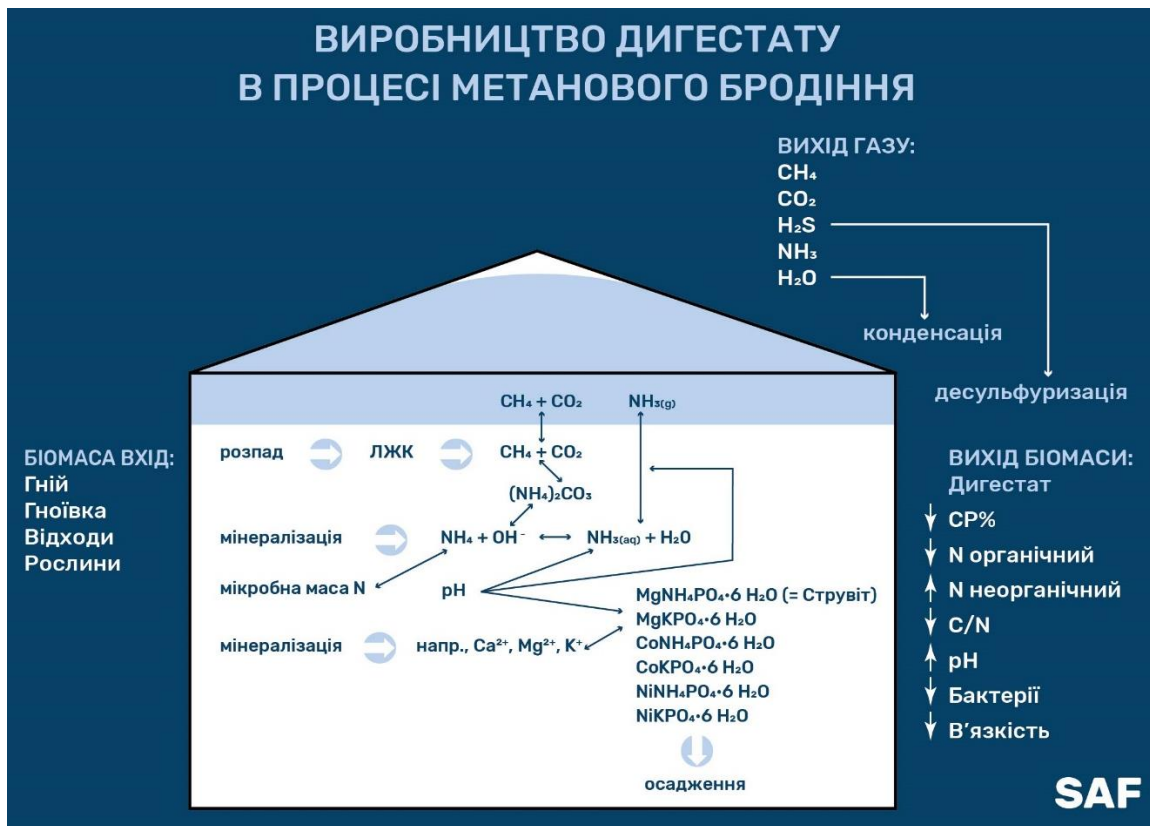 ВИРОБНИЦТВО ДИГЕСТАТУ
В ПРОЦЕСІ МЕТАНОВОГО БРОДІННЯ
ВИХІД ГАЗУ:
CH₄
CO₂
H₂S
NH₃
H₂O
конденсація
десульфуризація
БІОМАСА ВХІД:
Гній
Гноївка
Відходи
Рослини
CH₄ + CO₂ NH₃₍g₎
розпад ЛЖК CH₄ + CO₂
(NH₄)₂CO₃
мінералізація NH₄ + OH⁻ NH₃(aq) + H₂O
мікробна маса N pH
MgNH₄PO₄•6 H₂O (= Струвіт)
MgKPO₄•6 H₂O
мінералізація напр., Ca²⁺, Mg²⁺, K⁺
CoNH₄PO₄•6 H₂O
CoKPO₄•6 H₂O
NiNH₄PO₄•6 H₂O
NiKPO₄•6 H₂O
осадження
ВИХІД БІОМАСИ:
Дигестат
↓ СР%
↓ N органічний
↑ N неорганічний
↓ C/N
↑ pH
↓ Бактерії
↓ В’язкість
SAF